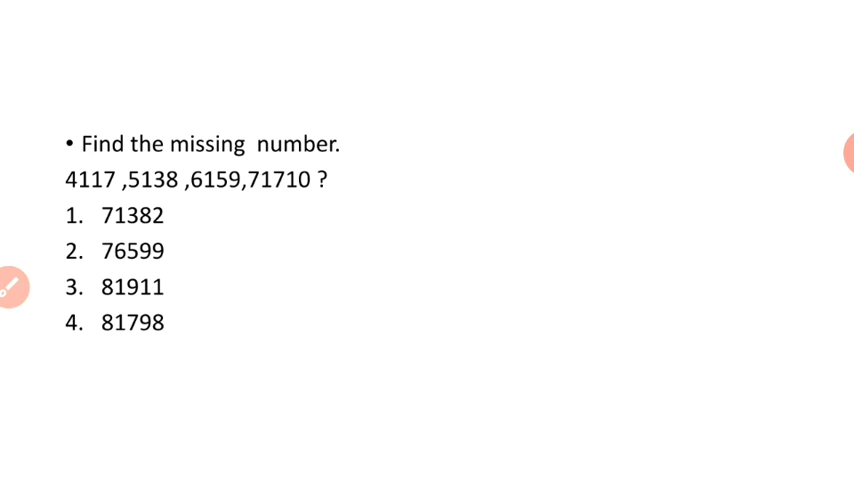 • Find the missing number.
4117 ,5138 ,6159,71710 ?
1. 71382
2. 76599
3. 81911
4. 81798